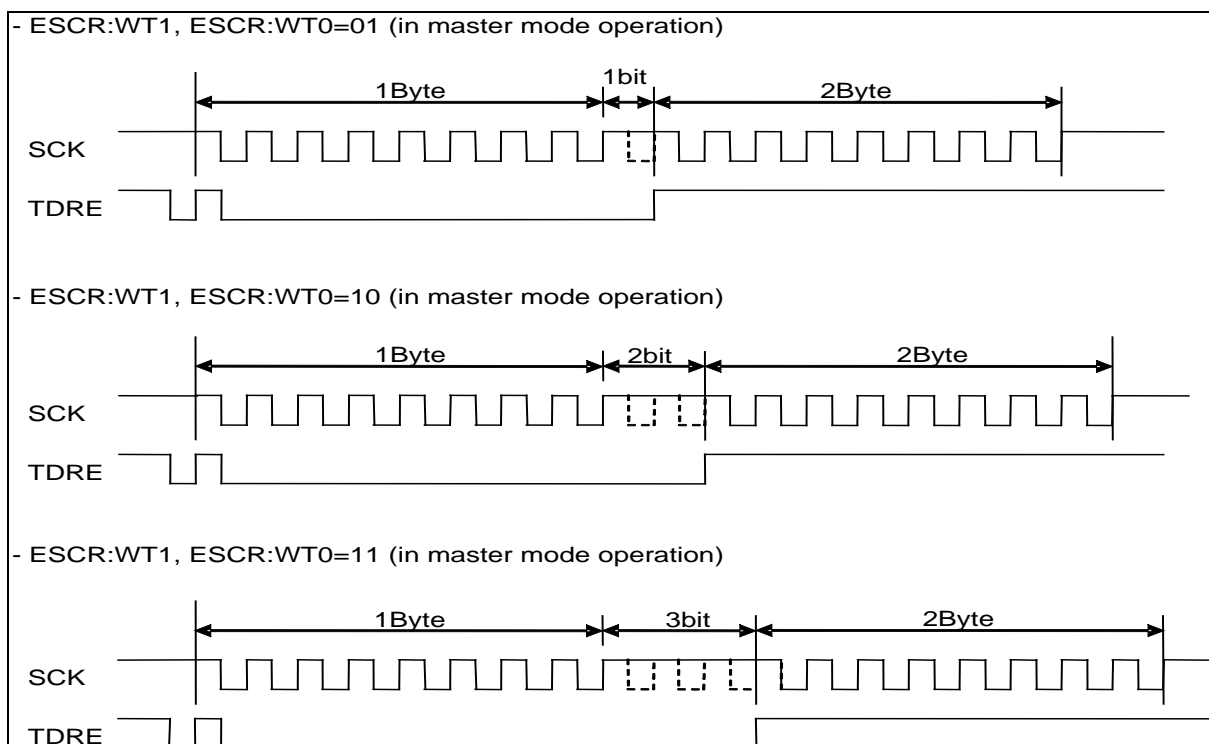 - ESCR:WT1, ESCR:WT0=01 (in master mode operation)
1Byte 1bit 2Byte
SCK
TDRE
- ESCR:WT1, ESCR:WT0=10 (in master mode operation)
1Byte 2bit 2Byte
SCK
TDRE
- ESCR:WT1, ESCR:WT0=11 (in master mode operation)
1Byte 3bit 2Byte
SCK
TDRE